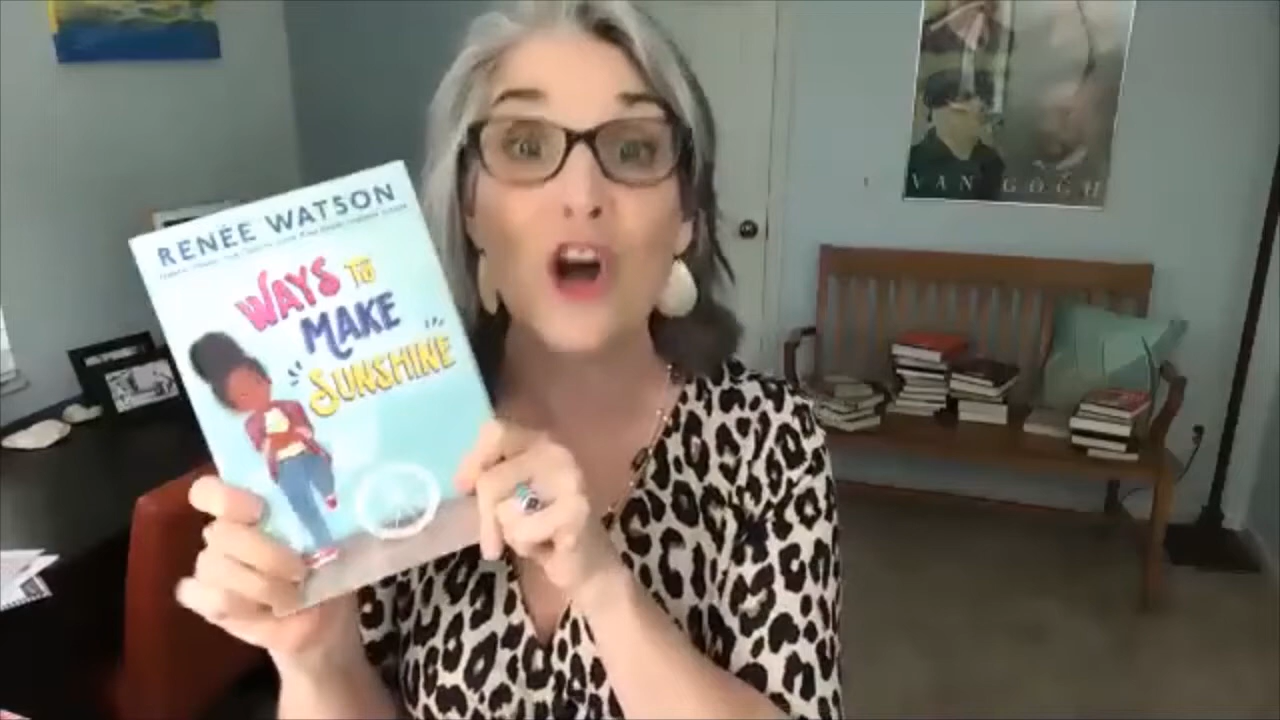 RENÉE WATSON
WAYS TO
MAKE
SUNSHINE
VAN GOGH